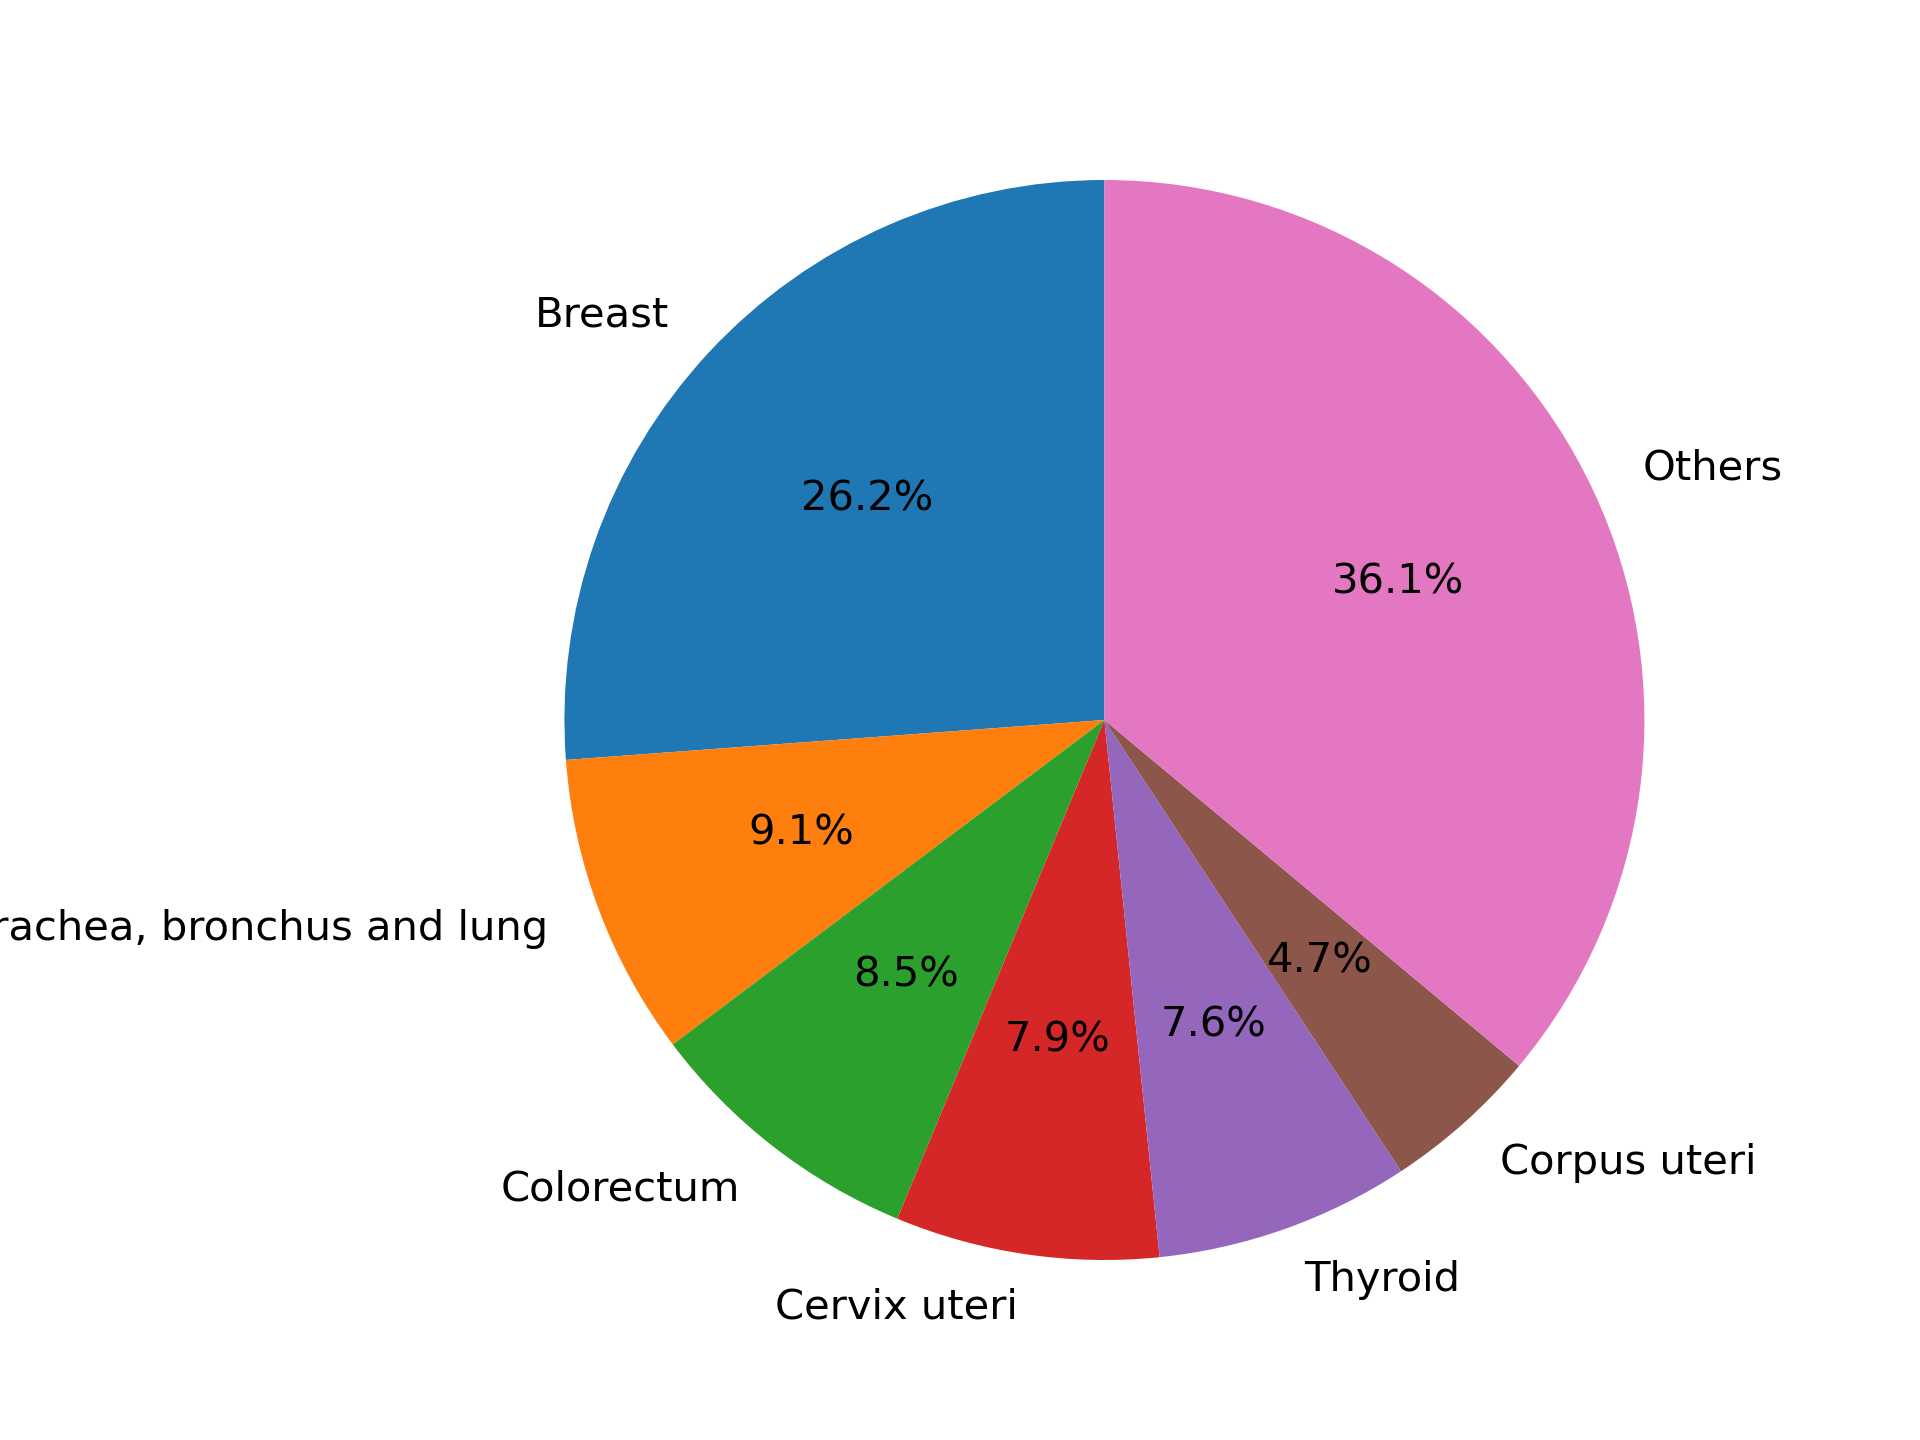 Breast
26.2%
Others
36.1%
9.1%
rachea, bronchus and lung
8.5%
Colorectum
7.9%
Cervix uteri
7.6%
Thyroid
4.7%
Corpus uteri